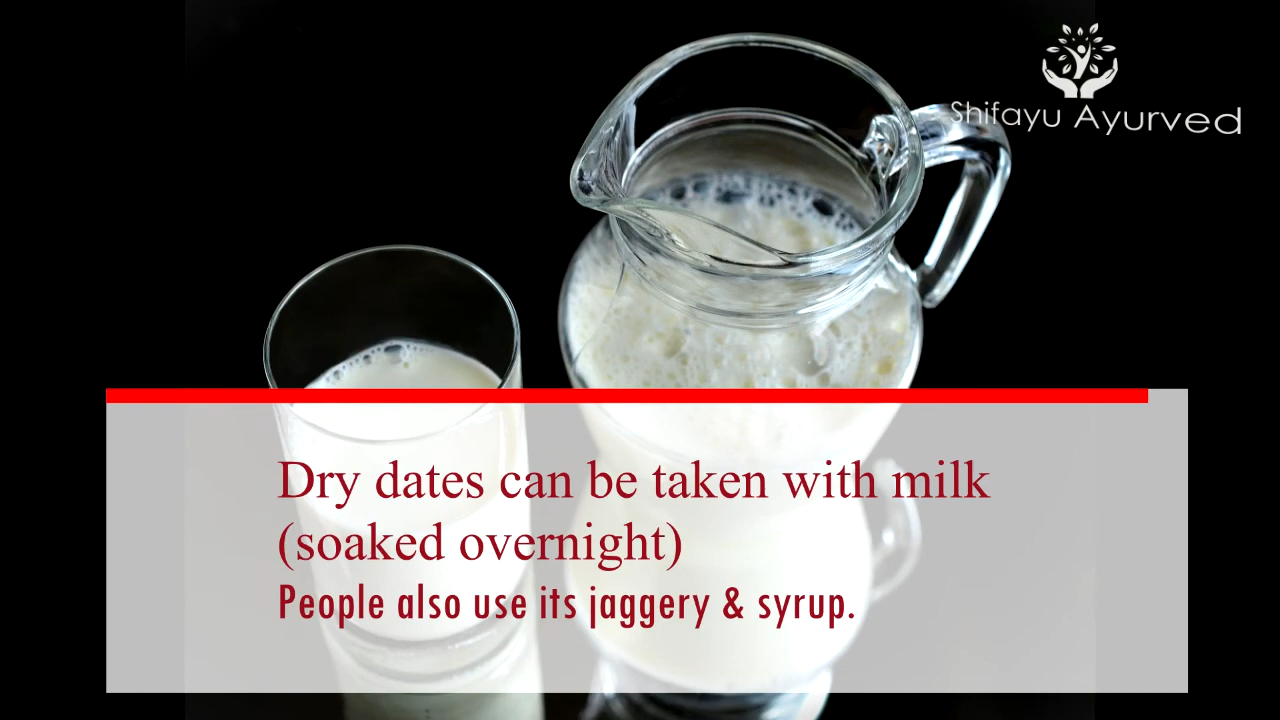 Shifayu Ayurved
Dry dates can be taken with milk
(soaked overnight)
People also use its jaggery & syrup.